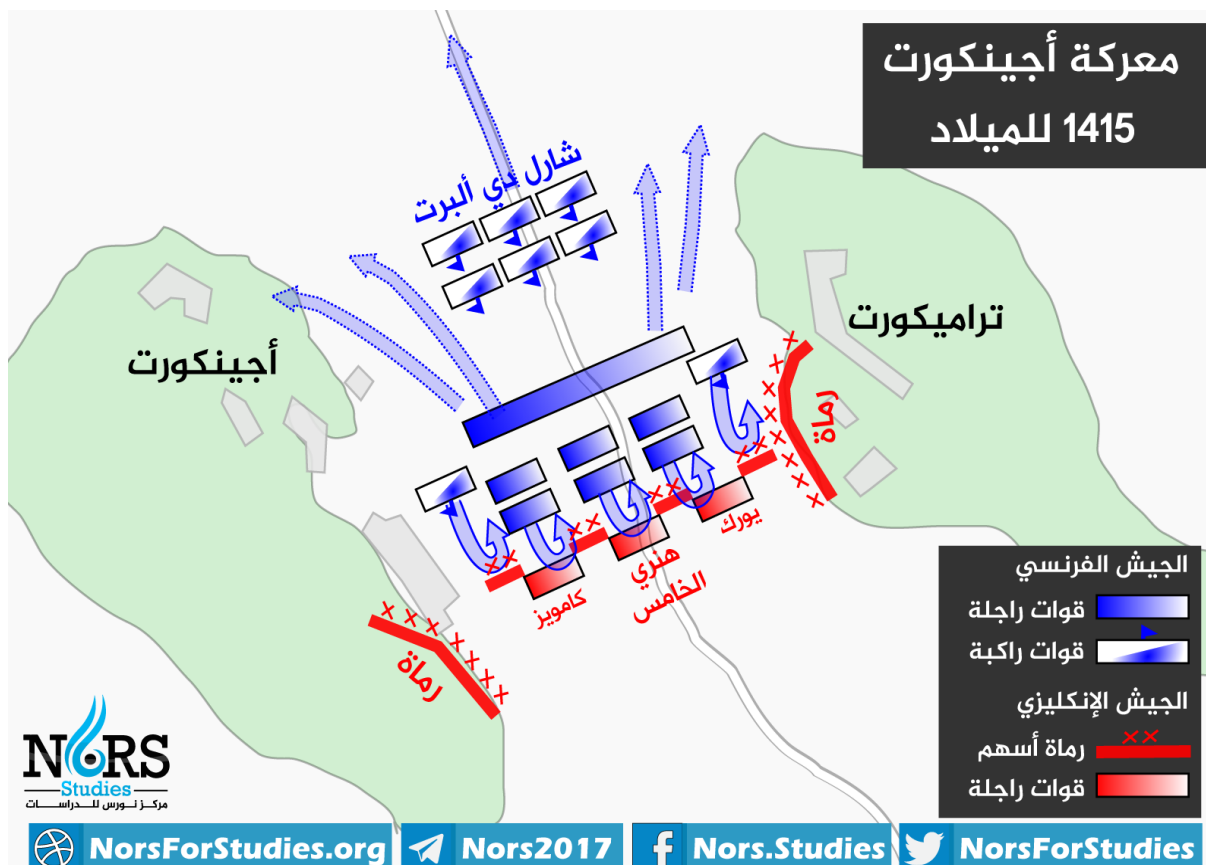 معركة أجينكورت
1415 للميلاد
شارل دي ألبرت
تراميكورت
أجينكورت
رماة
يورك
هنري
الخامس
كامويز
رماة
الجيش الفرنسي
قوات راجلة
قوات راكبة
الجيش الإنكليزي
رماة أسهم
قوات راجلة
NORS
Studies
مركز نورس للدراسات
NorsForStudies.org
Nors2017
Nors.Studies
NorsForStudies